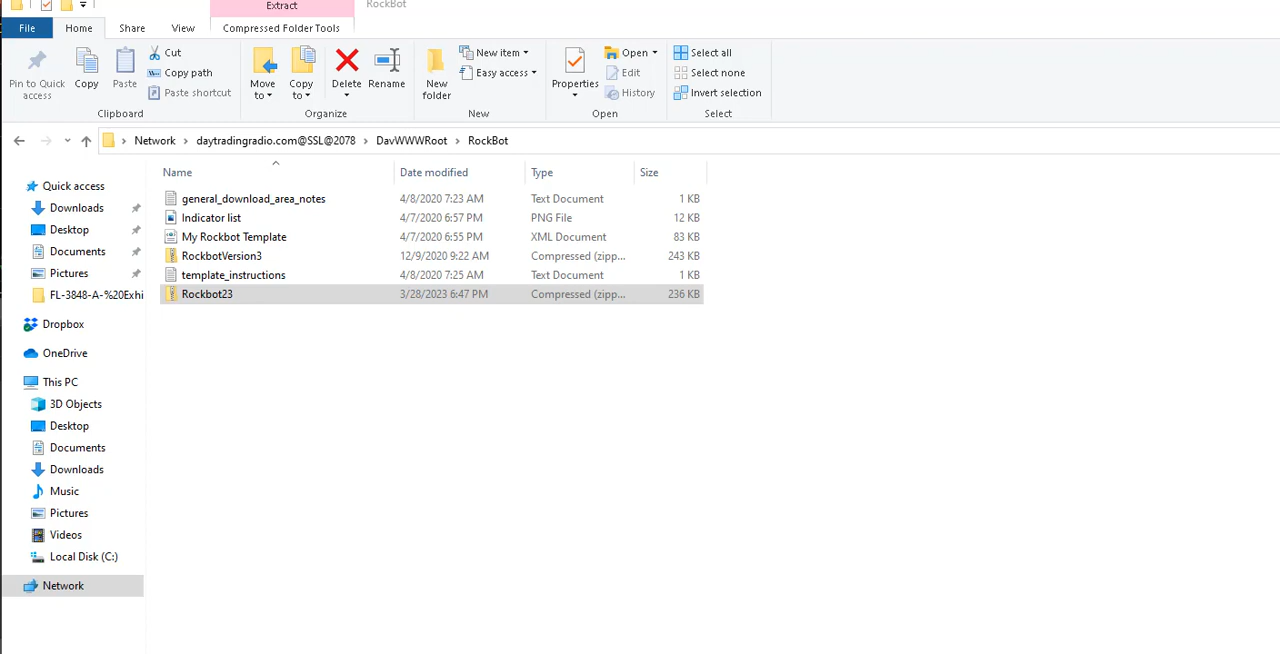 Extract
RockBot
File
Home
Share
View
Compressed Folder Tools
Pin to Quick
access
Copy
Paste
Cut
Copy path
Paste shortcut
Clipboard
Move
to
Copy
to
Delete
Rename
Organize
New
folder
New item
Easy access
New
Properties
Open
Edit
History
Open
Select all
Select none
Invert selection
Select
Network
daytradingradio.com@SSL@2078
DavWWWRoot
RockBot
Name
Date modified
Type
Size
general_download_area_notes 4/8/2020 7:23 AM Text Document 1 KB
Indicator list 4/7/2020 6:57 PM PNG File 12 KB
My Rockbot Template 4/7/2020 6:55 PM XML Document 83 KB
RockbotVersion3 12/9/2020 9:22 AM Compressed (zipp... 243 KB
template_instructions 4/8/2020 7:25 AM Text Document 1 KB
Rockbot23 3/28/2023 6:47 PM Compressed (zipp... 236 KB
Quick access
Downloads
Desktop
Documents
Pictures
FL-3848-A-%20Exhi
Dropbox
OneDrive
This PC
3D Objects
Desktop
Documents
Downloads
Music
Pictures
Videos
Local Disk (C:)
Network